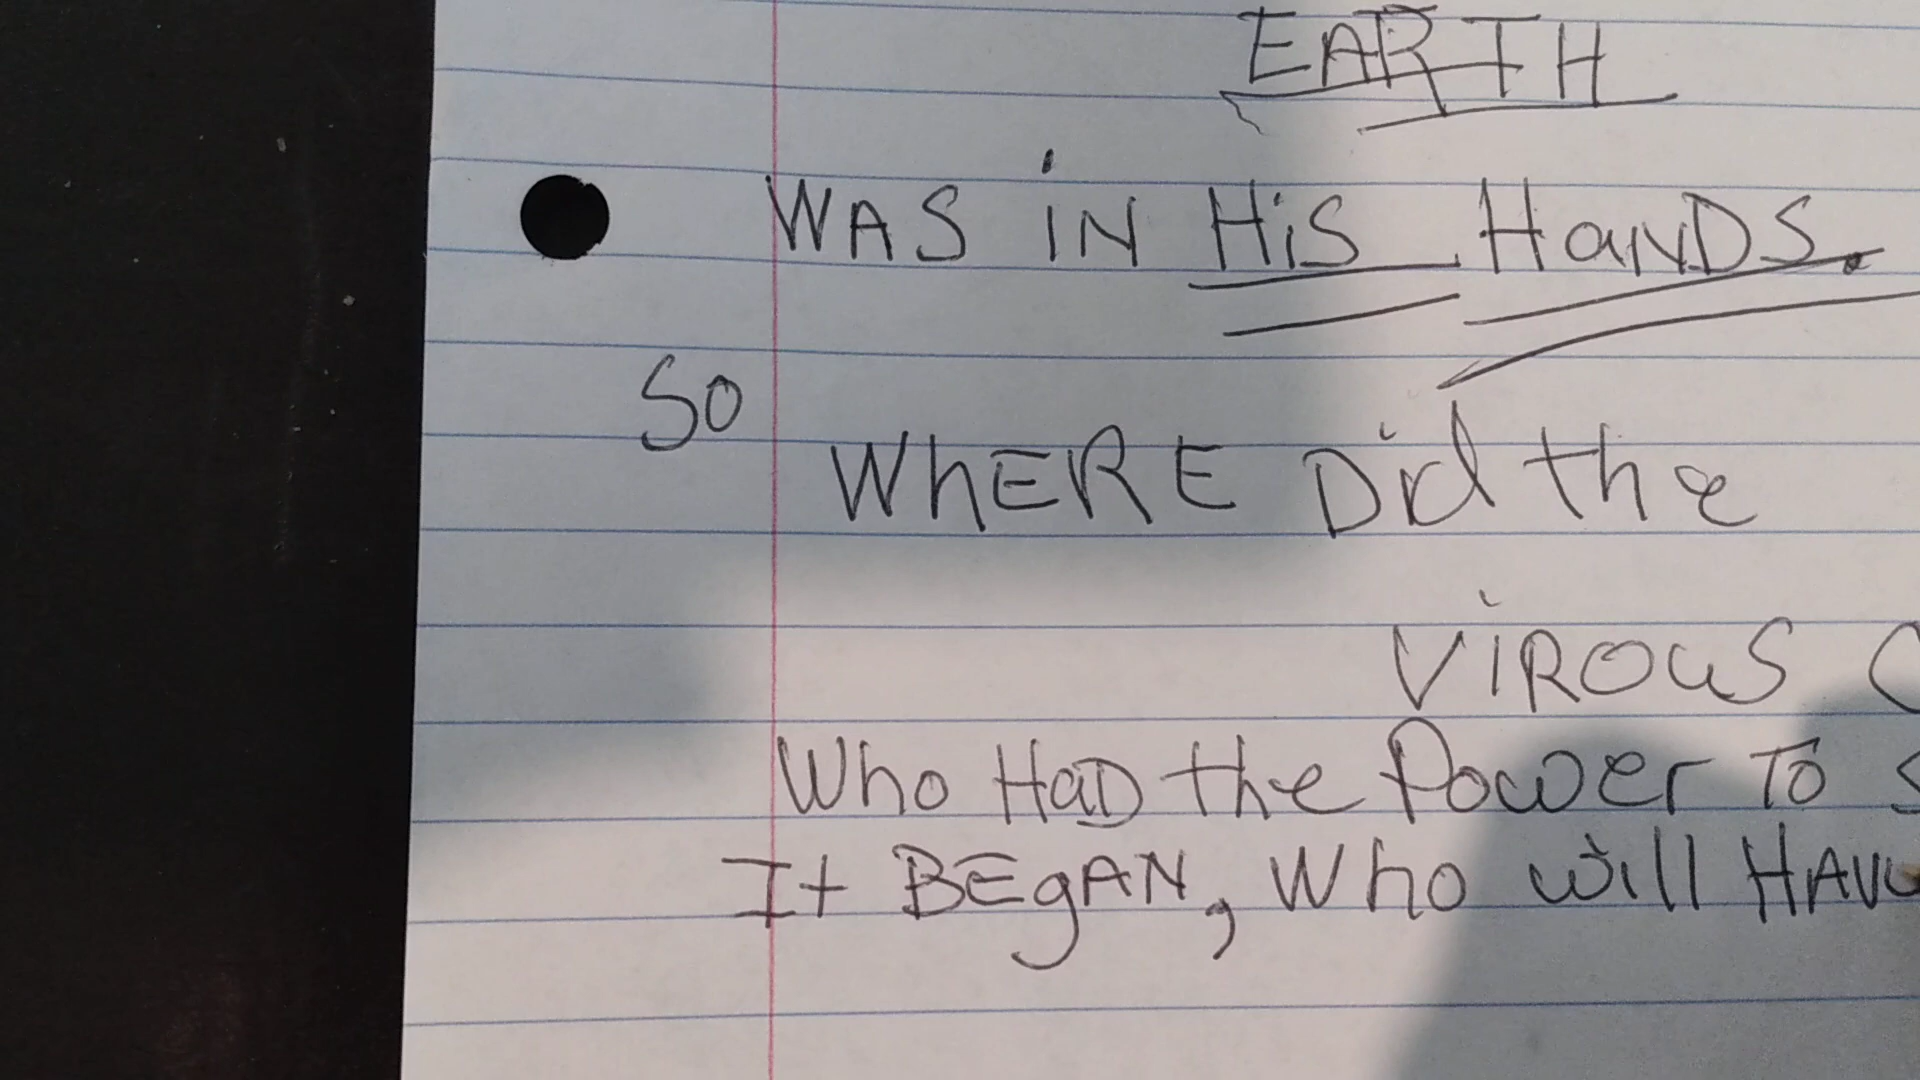 EARTH
WAS iN HiS HaNDS.
So
WhERE Did the
ViROuS
Who HaD the Power To
It BEgAN, Who will HAVe